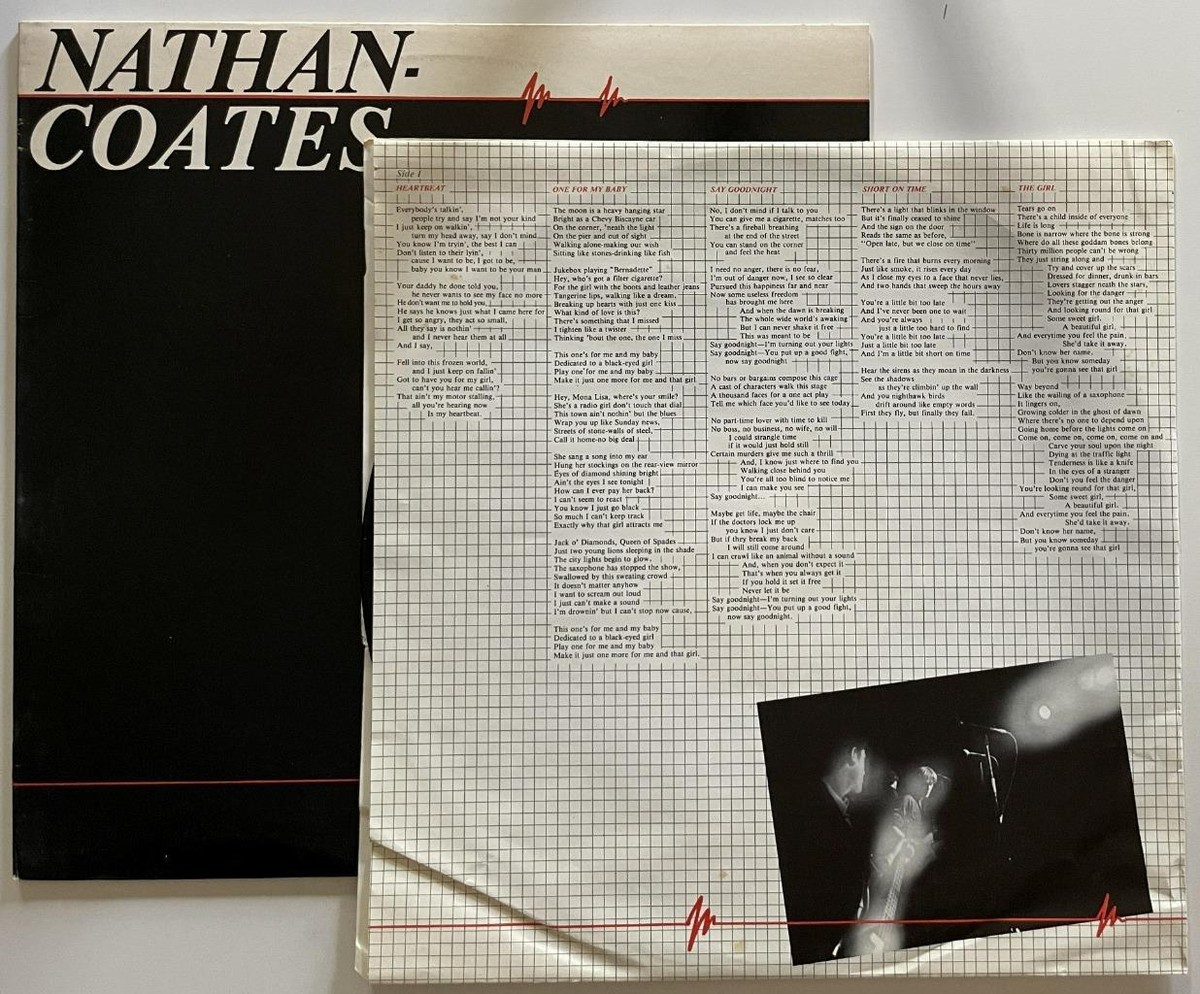 NATHAN-
COATES
Side 1
HEARTBEAT
Everybody's talkin',
people try and say I'm not your kind
I just keep on walkin',
turn my head away, say I don't mind
You know I'm tryin', the best I can
Don't listen to their lyin',
cause I want to be, I got to be,
baby you know I want to be your man
Your daddy he done told you,
he never wants to see my face no more
He don't want me to hold you
He says he knows just what I came here for
I get so angry, they act so small,
All they say is nothin'
and I never hear them at all
And I say,
Fell into this frozen world,
and I just keep on fallin'
Got to have you for my girl,
can't you hear me callin'?
That ain't my motor stalling,
all you're hearing now
Is my heartbeat.
ONE FOR MY BABY
The moon is a heavy hanging star
Bright as a Chevy Biscayne car
On the corner, 'neath the light
On the pier and out of sight
Walking alone-making out wish
Sitting like stones-drinking like fish
Jukebox playing "Bernadette"
Hey, who's got a filter cigarette?
For the girl with the boots and leather jeans
Tangerine lips, walking like a dream,
Breaking up hearts with just one kiss
What kind of love is this?
There's something that I missed
I tighten like a twister
Thinking 'bout the one, the one I miss
This one's for me and my baby
Dedicated to a black-eyed girl
Play one for me and my baby
Make it just one more for me and that girl
Hey, Mona Lisa, where's your smile?
She's a radio girl don't touch that dial
This town ain't nothin' but the blues
Wrap you up like Sunday news,
Streets of stone-walls of steel,
Call it home-no big deal
She sang a song into my ear
Hung her stockings on the rear-view mirror
Eyes of diamond shining bright
Ain't the eyes I see tonight
How can I ever pay her back?
I can't seem to react
You know I just go black
So much I can't keep track
Exactly why that girl attracts me
Jack o' Diamonds, Queen of Spades
Just two young lions sleeping in the shade
The city lights begin to glow,
The saxophone has stopped the show,
Swallowed by this sweating crowd
It doesn't matter anyhow
I want to scream out loud
I just can't make a sound
I'm drownin' but I can't stop now cause,
This one's for me and my baby
Dedicated to a black-eyed girl
Play one for me and my baby
Make it just one more for me and that girl.
SAY GOODNIGHT
No, I don't mind if I talk to you
You can give me a cigarette, matches too
There's a fireball breathing
at the end of the street
You can stand on the corner
and feel the heat
I need no anger, there is no fear,
I'm out of danger now, I see so clear
Pursued this happiness far and near
Now some useless freedom
has brought me here
And when the dawn is breaking
The whole wide world's awaking
But I can never shake it free
This was meant to be
Say goodnight—I'm turning out your lights
Say goodnight—You put up a good fight,
now say goodnight
No bars or bargains compose this cage
A cast of characters walk this stage
A thousand faces for a one act play
Tell me which face you'd like to see today
No part-time lover with time to kill
No boss, no business, no wife, no will
I could strangle time
if it would just hold still
Certain murders give me such a thrill
And, I know just where to find you
Walking close behind you
You're all too blind to notice me
I can make you see
Say goodnight...
Maybe get life, maybe the chair
If the doctors lock me up
you know I just don't care
But if they break my back
I will still come around
I can crawl like an animal without a sound
And, when you don't expect it
That's when you always get it
If you hold it set it free
Never let it be
Say goodnight—I'm turning out your lights
Say goodnight—You put up a good fight,
now say goodnight.
SHORT ON TIME
There's a light that blinks in the window
But it's finally ceased to shine
And the sign on the door
Reads the same as before,
"Open late, but we close on time"
There's a fire that burns every morning
Just like smoke, it rises every day
As I close my eyes to a face that never lies,
And two hands that sweep the hours away
You're a little bit too late
And I've never been one to wait
And you're always
just a little too hard to find
You're a little bit too late
Just a little bit too late
And I'm a little bit short on time
Hear the sirens as they moan in the darkness
See the shadows
as they're climbin' up the wall
And you nighthawk birds
drift around like empty words
First they fly, but finally they fall.
THE GIRL
Tears go on
There's a child inside of everyone
Life is long
Bone is narrow where the bone is strong
Where do all these goddam bones belong
Thirty million people can't be wrong
They just string along and
Try and cover up the scars
Dressed for dinner, drunk in bars
Lovers stagger neath the stars,
Looking for the danger
They're getting out the anger
And looking round for that girl
Some sweet girl,
A beautiful girl,
And everytime you feel the pain,
She'd take it away.
Don't know her name,
But you know someday
you're gonna see that girl
Way beyond
Like the wailing of a saxophone
It lingers on,
Growing colder in the ghost of dawn
Where there's no one to depend upon
Going home before the lights come on
Come on, come on, come on, come on and
Carve your soul upon the night
Dying at the traffic light
Tenderness is like a knife
In the eyes of a stranger
Don't you feel the danger
You're looking round for that girl,
Some sweet girl,
A beautiful girl.
And everytime you feel the pain,
She'd take it away.
Don't know her name,
But you know someday
you're gonna see that girl